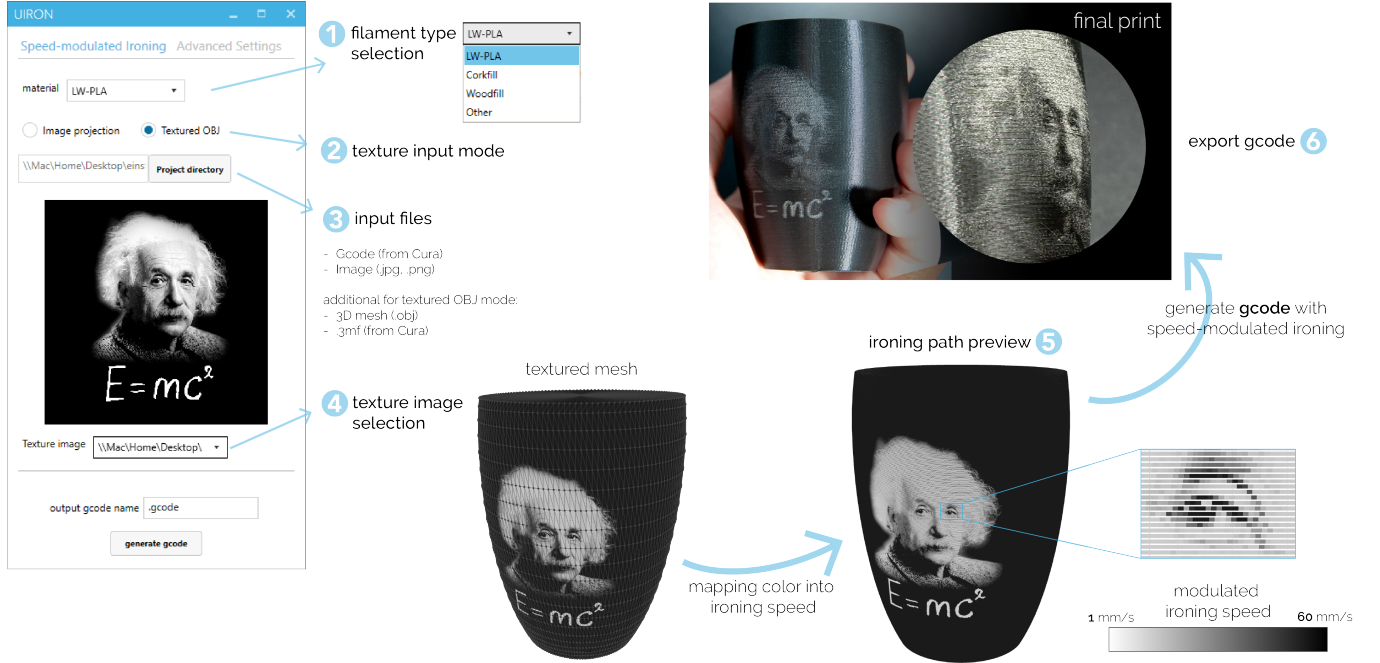 UIRON
Speed-modulated Ironing Advanced Settings
material LW-PLA
Image projection Textured OBJ
\\Mac\Home\Desktop\eins Project directory
E=mc²
Texture image \\Mac\Home\Desktop\
output gcode name .gcode
generate gcode
1 filament type
selection
LW-PLA
LW-PLA
Corkfill
Woodfill
Other
2 texture input mode
3 input files
- Gcode (from Cura)
- Image (.jpg, .png)
additional for textured OBJ mode:
- 3D mesh (.obj)
- .3mf (from Cura)
4 texture image
selection
textured mesh
E=mc²
mapping color into
ironing speed
ironing path preview 5
E=mc²
modulated
ironing speed
1 mm/s 60 mm/s
generate gcode with
speed-modulated ironing
export gcode 6
final print
E=mc²